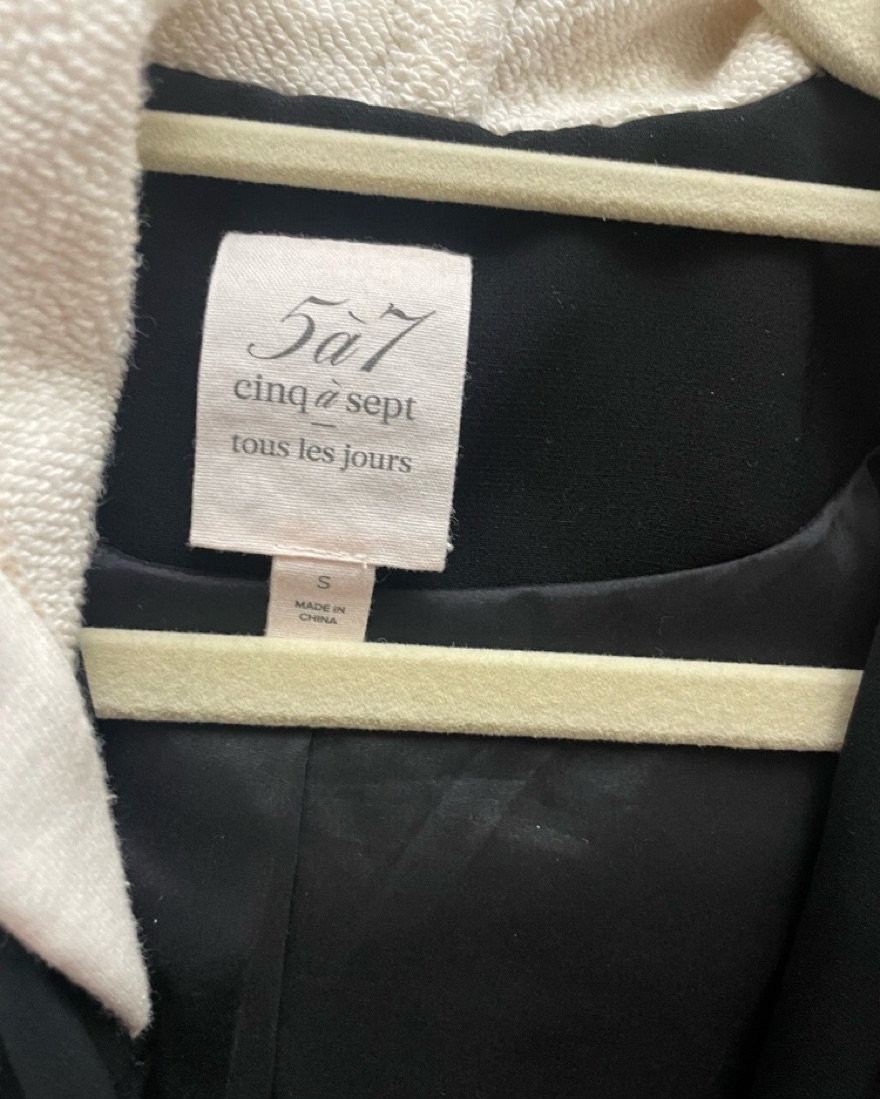 5à7
cinq à sept
tous les jours
S
MADE IN
CHINA